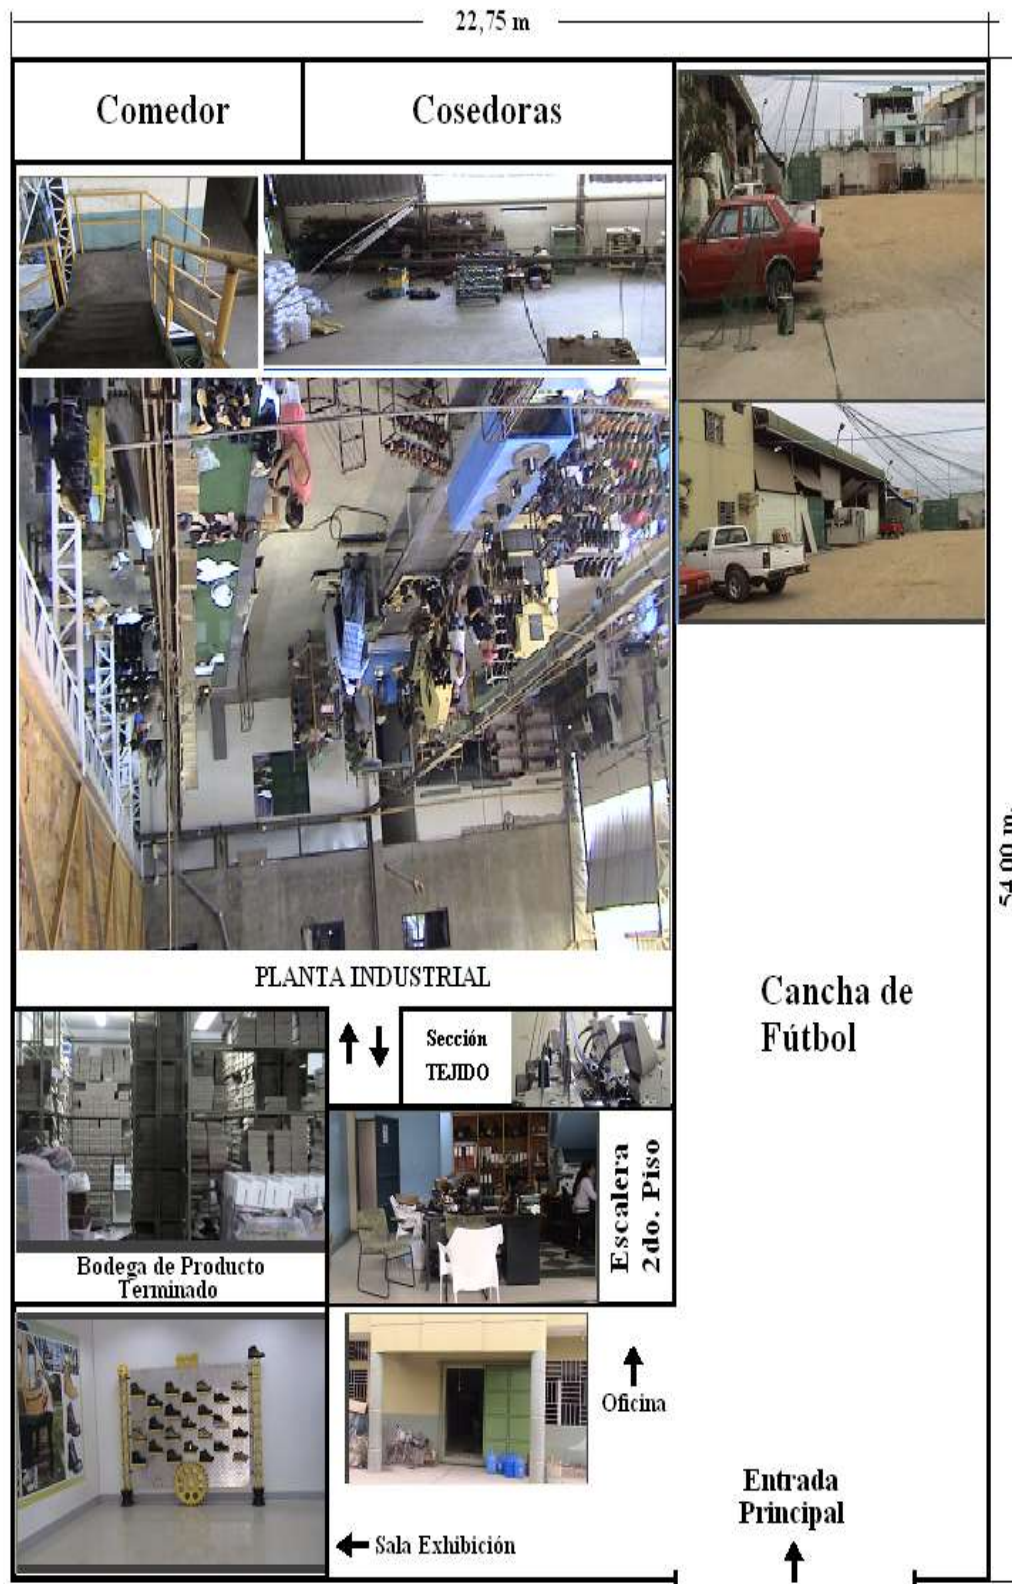 22,75 m
Comedor
Cosedoras
54,00 m.
PLANTA INDUSTRIAL
Cancha de
Fútbol
Sección
TEJIDO
Escalera
2do. Piso
Bodega de Producto
Terminado
Oficina
Entrada
Principal
Sala Exhibición